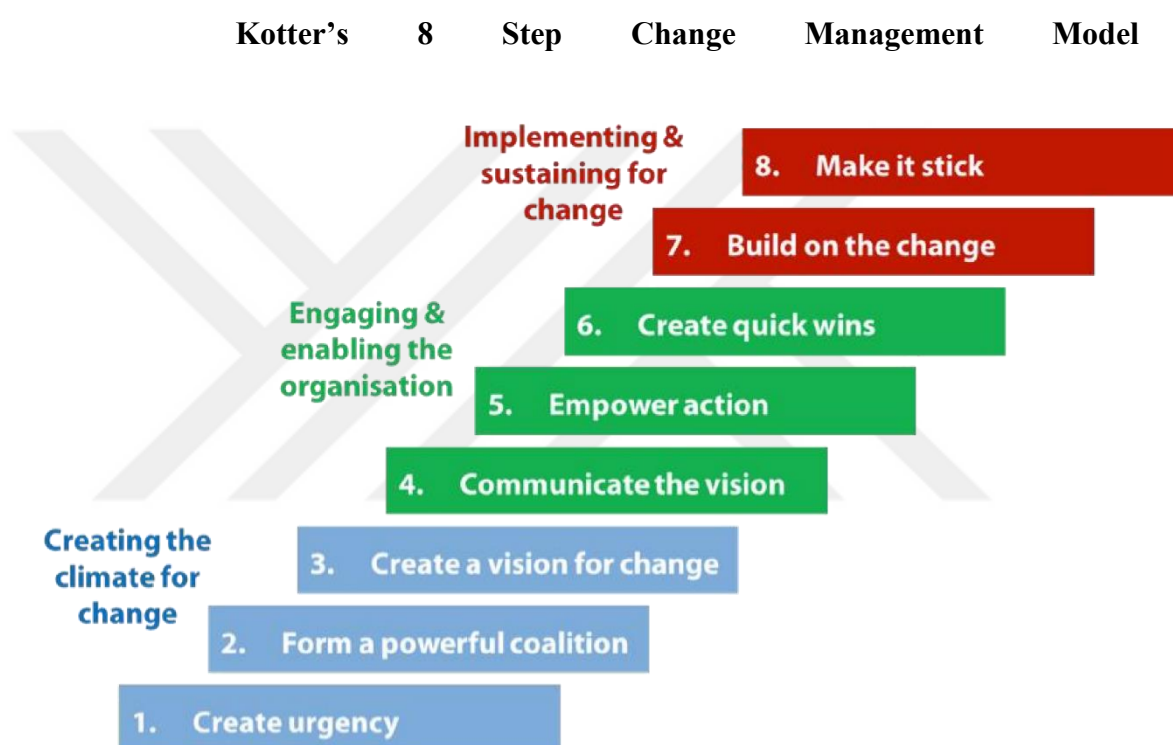 Kotter’s 8 Step Change Management Model
Implementing &
sustaining for
change
8. Make it stick
7. Build on the change
Engaging &
enabling the
organisation
6. Create quick wins
5. Empower action
4. Communicate the vision
Creating the
climate for
change
3. Create a vision for change
2. Form a powerful coalition
1. Create urgency